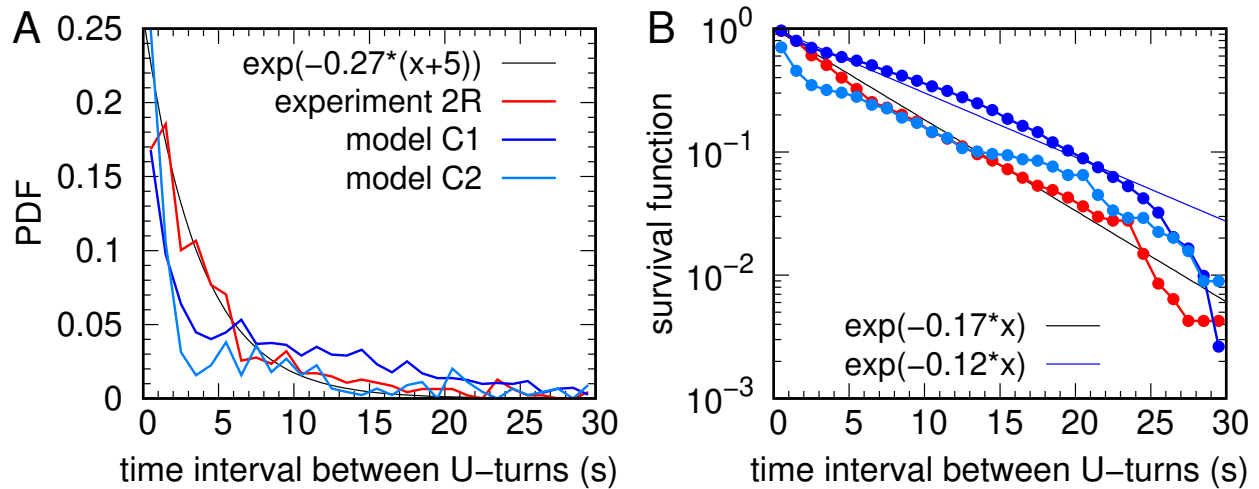 A
PDF
0.25
0.2
0.15
0.1
0.05
0
exp(−0.27*(x+5))
experiment 2R
model C1
model C2
0 5 10 15 20 25 30
time interval between U−turns (s)
B
survival function
10^0
10^-1
10^-2
10^-3
exp(−0.17*x)
exp(−0.12*x)
0 5 10 15 20 25 30
time interval between U−turns (s)